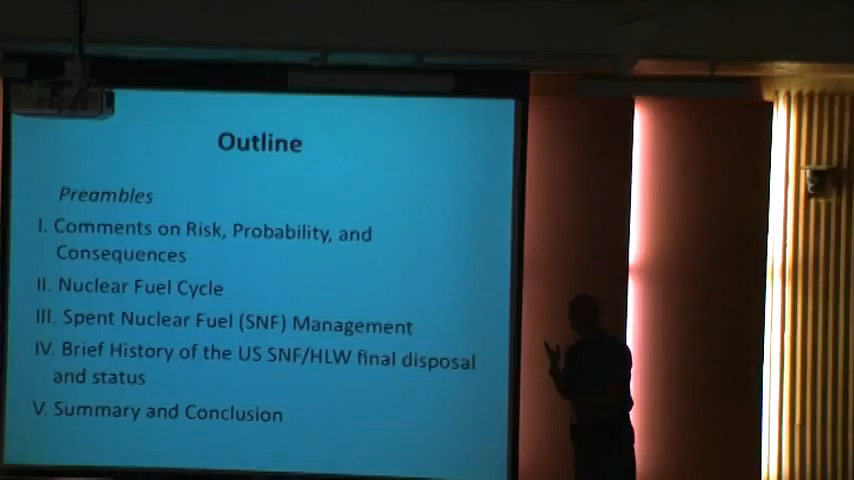 Outline
Preambles
I. Comments on Risk, Probability, and
Consequences
II. Nuclear Fuel Cycle
III. Spent Nuclear Fuel (SNF) Management
IV. Brief History of the US SNF/HLW final disposal
and status
V. Summary and Conclusion